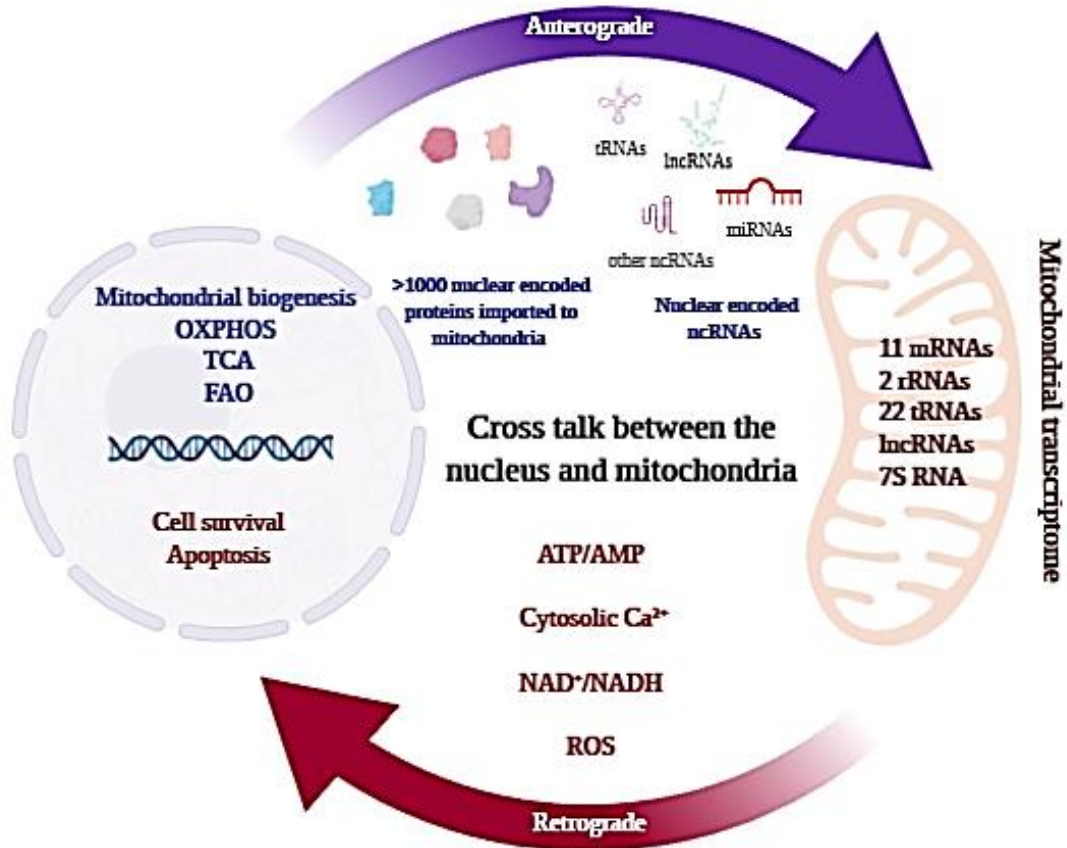 Anterograde
tRNAs
lncRNAs
miRNAs
other ncRNAs
>1000 nuclear encoded
proteins imported to
mitochondria
Nuclear encoded
ncRNAs
Mitochondrial biogenesis
OXPHOS
TCA
FAO
Cell survival
Apoptosis
Cross talk between the
nucleus and mitochondria
11 mRNAs
2 rRNAs
22 tRNAs
lncRNAs
7S RNA
Mitochondrial transcriptome
ATP/AMP
Cytosolic Ca²⁺
NAD⁺/NADH
ROS
Retrograde